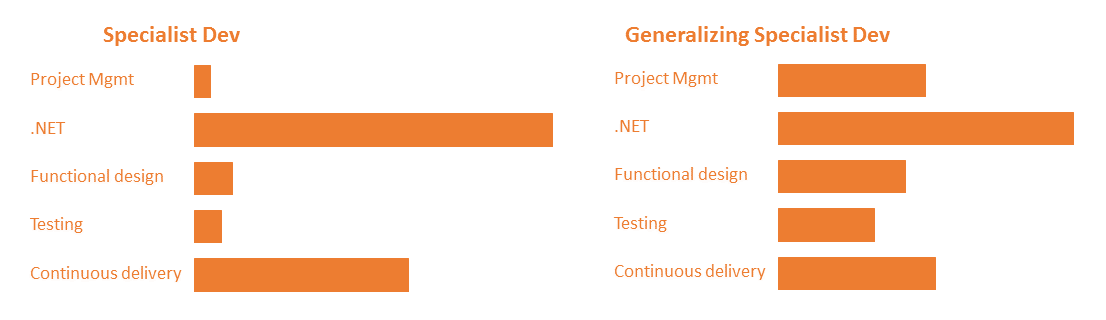 Specialist Dev
Project Mgmt
.NET
Functional design
Testing
Continuous delivery
Generalizing Specialist Dev
Project Mgmt
.NET
Functional design
Testing
Continuous delivery